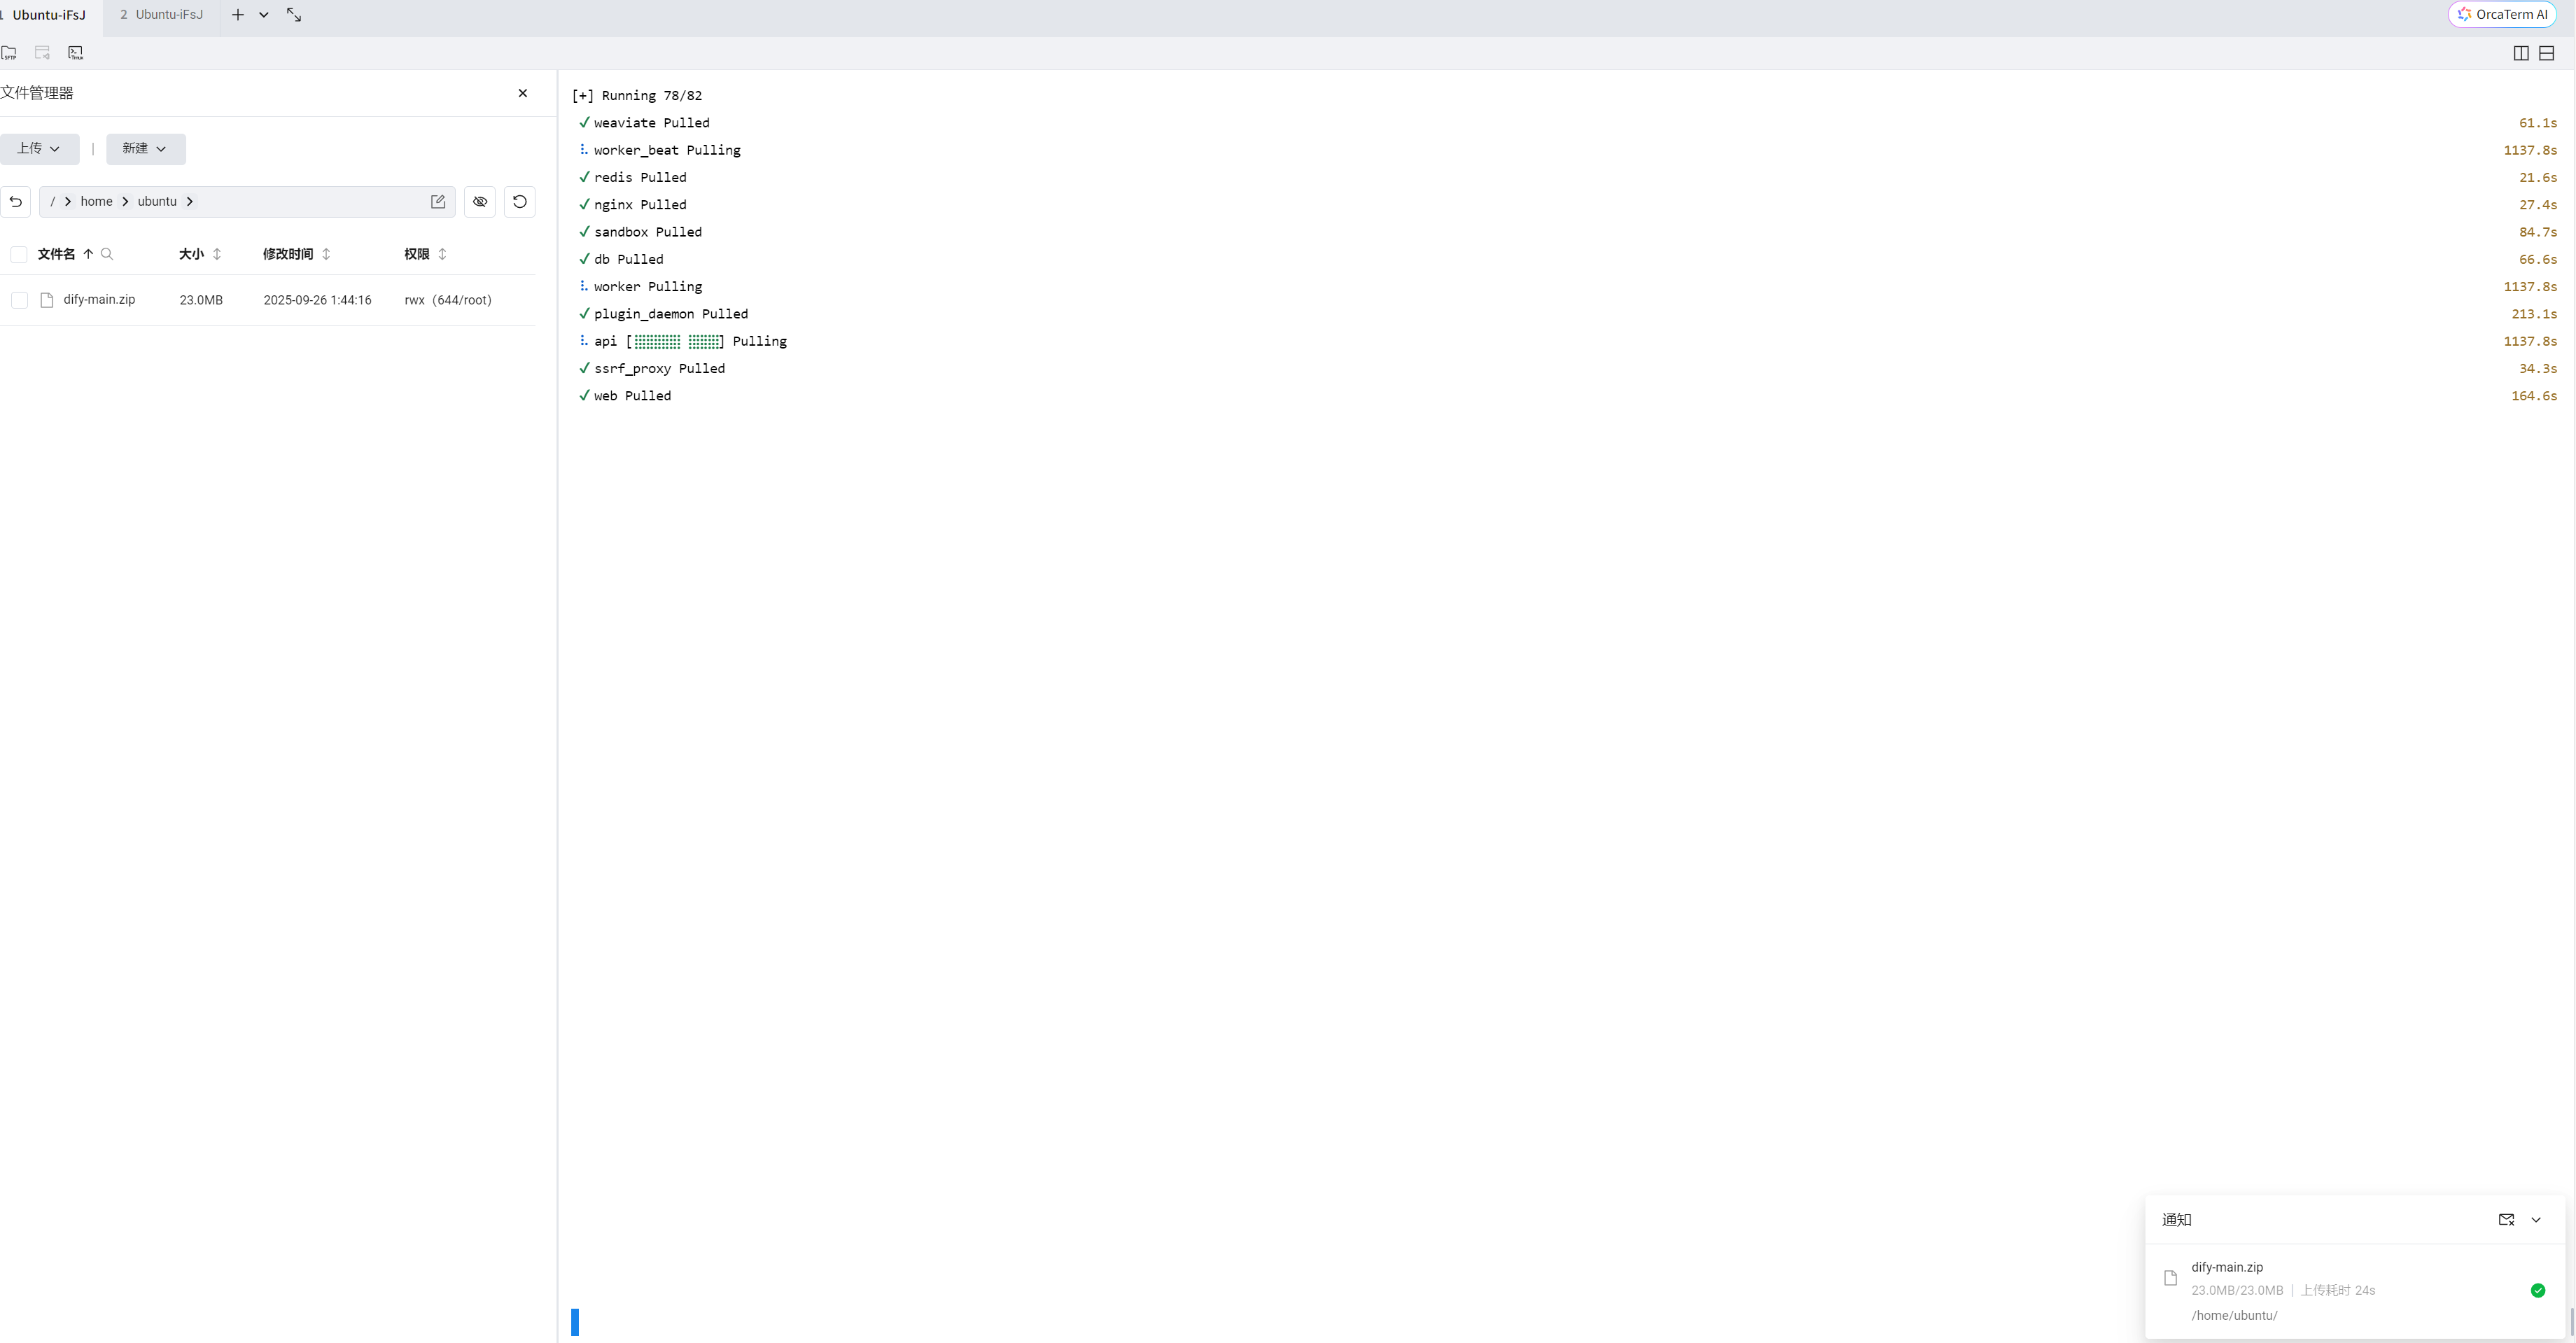 1 Ubuntu-iFsJ
2 Ubuntu-iFsJ
OrcaTerm AI
SFTP
Tmux
文件管理器
上传
新建
/ home ubuntu
文件名 大小 修改时间 权限
dify-main.zip 23.0MB 2025-09-26 1:44:16 rwx（644/root）
[+] Running 78/82
✓ weaviate Pulled 61.1s
worker_beat Pulling 1137.8s
✓ redis Pulled 21.6s
✓ nginx Pulled 27.4s
✓ sandbox Pulled 84.7s
✓ db Pulled 66.6s
worker Pulling 1137.8s
✓ plugin_daemon Pulled 213.1s
api [⣿⣿⣿⣿⣿⣿ ⣿⣿⣿⣿] Pulling 1137.8s
✓ ssrf_proxy Pulled 34.3s
✓ web Pulled 164.6s
通知
dify-main.zip
23.0MB/23.0MB | 上传耗时 24s
/home/ubuntu/